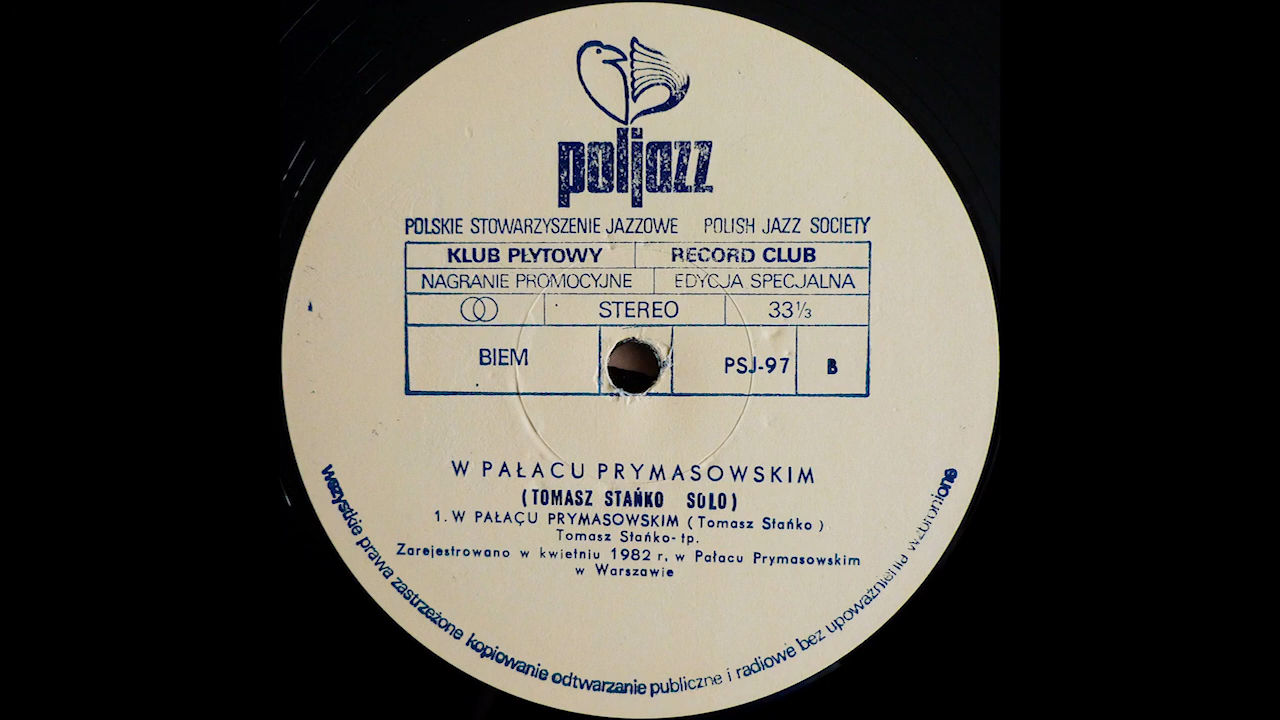 poljazz
POLSKIE STOWARZYSZENIE JAZZOWE POLISH JAZZ SOCIETY
KLUB PŁYTOWY RECORD CLUB
NAGRANIE PROMOCYJNE EDYCJA SPECJALNA
STEREO 33⅓
BIEM PSJ-97 B
W PAŁACU PRYMASOWSKIM
(TOMASZ STAŃKO SOLO)
1. W PAŁACU PRYMASOWSKIM (Tomasz Stańko)
Tomasz Stańko-tp.
Zarejestrowano w kwietniu 1982 r. w Pałacu Prymasowskim
w Warszawie
wszystkie prawa zastrzeżone kopiowanie odtwarzanie publiczne i radiowe bez upoważnienia wzbronione